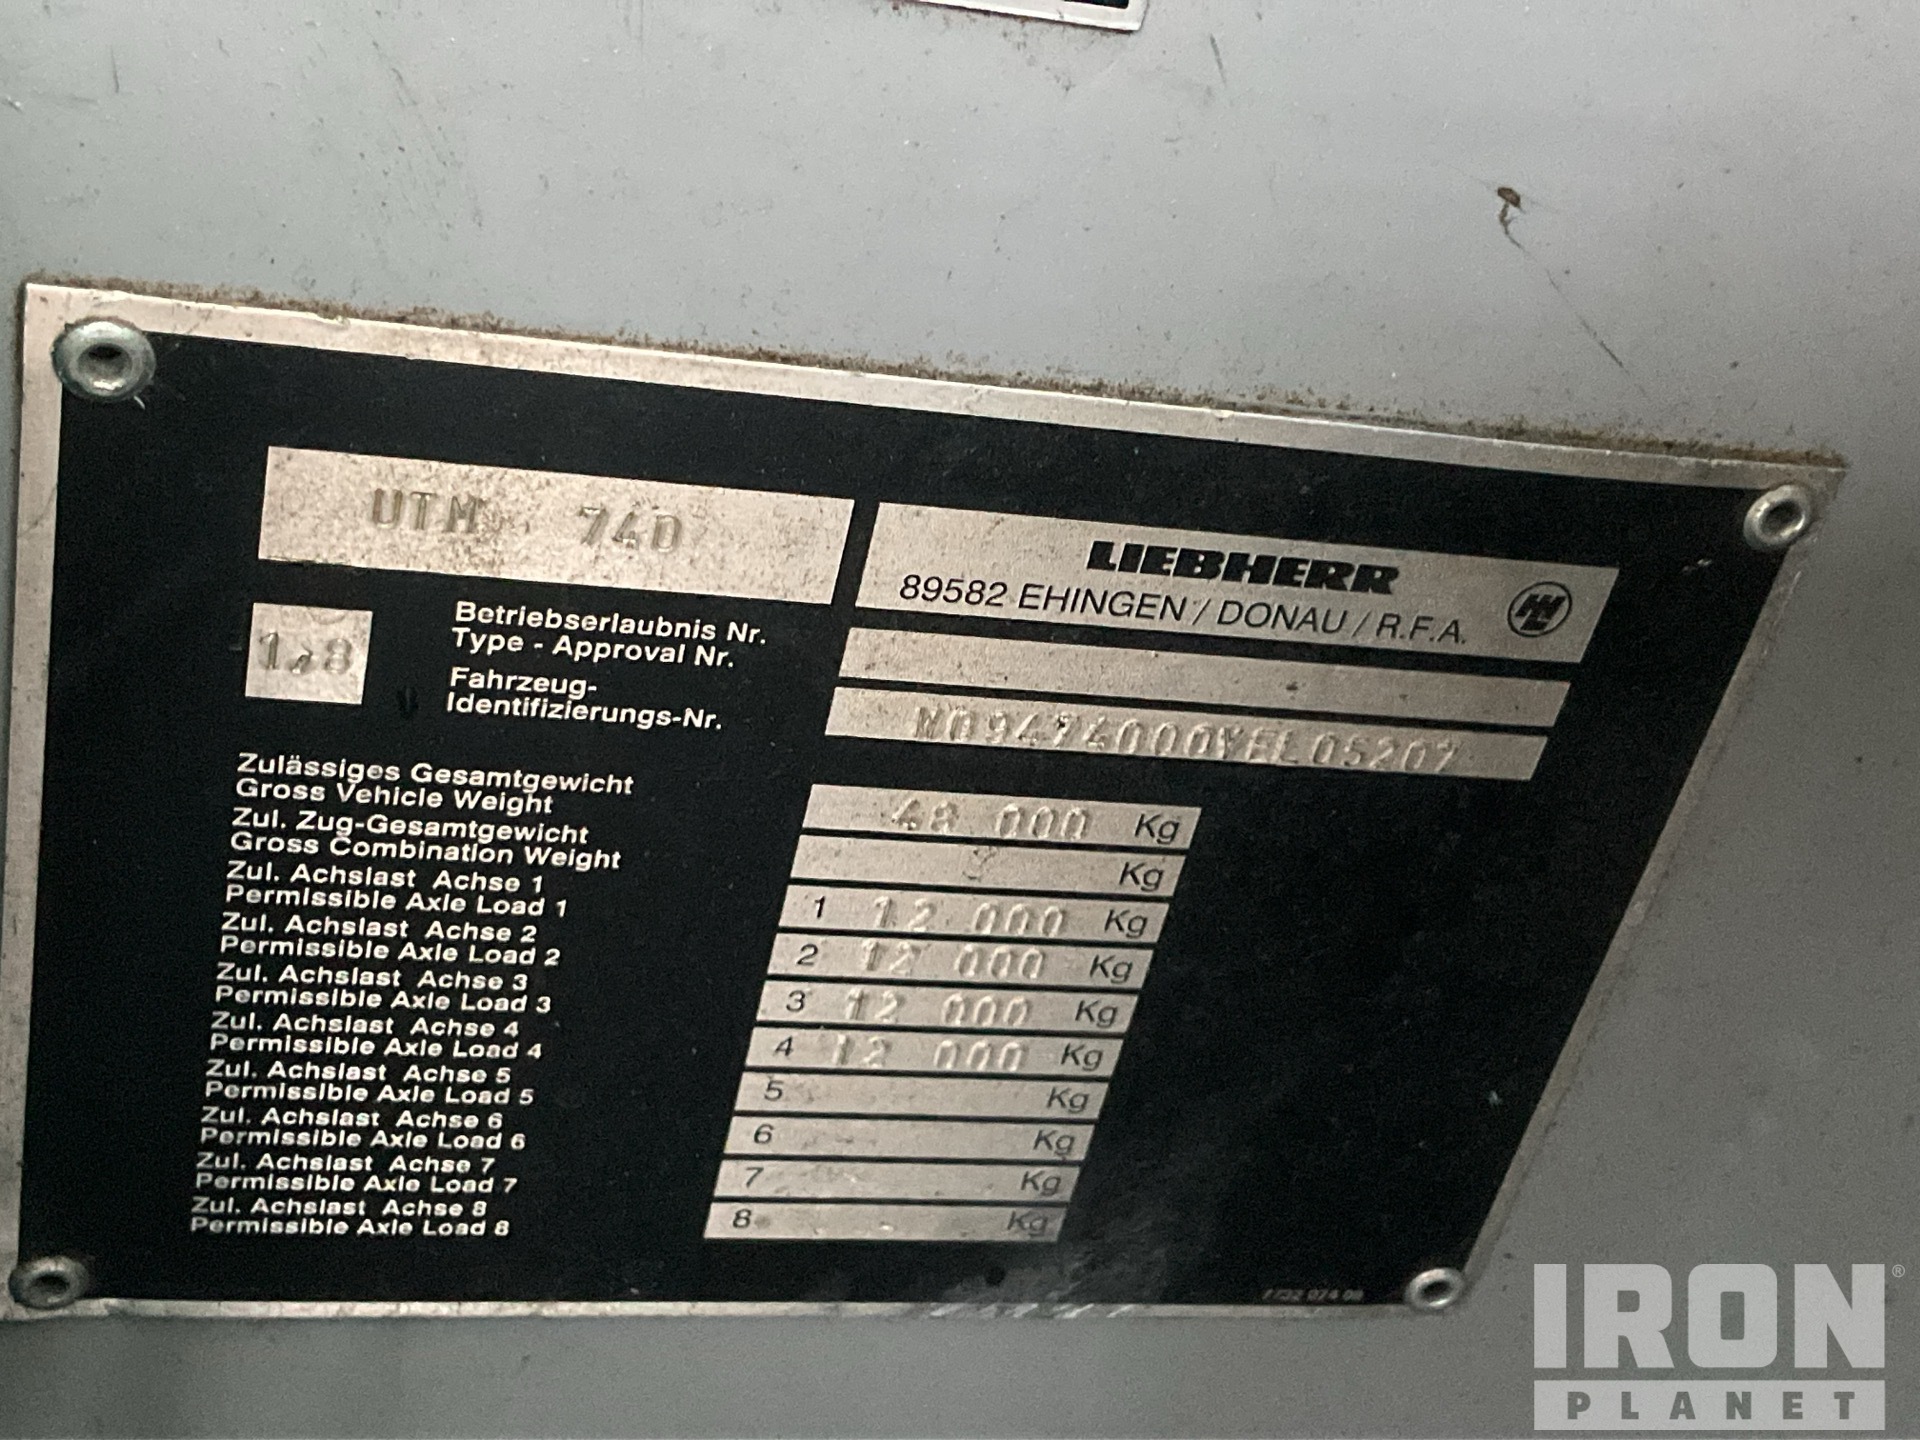 UTM 740
LIEBHERR
89582 EHINGEN / DONAU / R.F.A.
Betriebserlaubnis Nr.
Type - Approval Nr.
Fahrzeug-
Identifizierungs-Nr.
W09474000YEL05207
Zulässiges Gesamtgewicht
Gross Vehicle Weight
48 000 Kg
Zul. Zug-Gesamtgewicht
Gross Combination Weight
Kg
Zul. Achslast Achse 1
Permissible Axle Load 1
1 12 000 Kg
Zul. Achslast Achse 2
Permissible Axle Load 2
2 12 000 Kg
Zul. Achslast Achse 3
Permissible Axle Load 3
3 12 000 Kg
Zul. Achslast Achse 4
Permissible Axle Load 4
4 12 000 Kg
Zul. Achslast Achse 5
Permissible Axle Load 5
5 Kg
Zul. Achslast Achse 6
Permissible Axle Load 6
6 Kg
Zul. Achslast Achse 7
Permissible Axle Load 7
7 Kg
Zul. Achslast Achse 8
Permissible Axle Load 8
8 Kg
IRON ®
PLANET